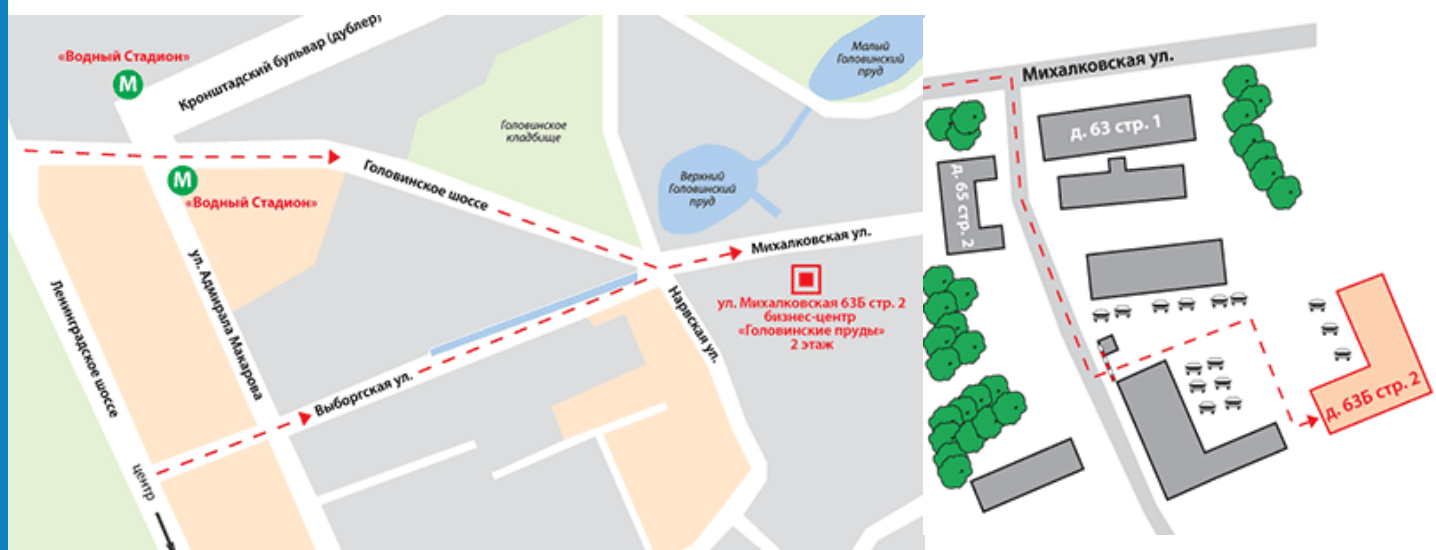 «Водный Стадион»
М
Кронштадский бульвар (дублер)
Малый
Головинский
пруд
Головинское
кладбище
М
«Водный Стадион»
Головинское шоссе
Верхний
Головинский
пруд
Михалковская ул.
ул. Михалковская 63Б стр. 2
бизнес-центр
«Головинские пруды»
2 этаж
Ленинградское шоссе
ул. Адмирала Макарова
Нарвская ул.
Выборгская ул.
центр
Михалковская ул.
д. 63 стр. 1
д. 65 стр. 2
д. 63Б стр. 2